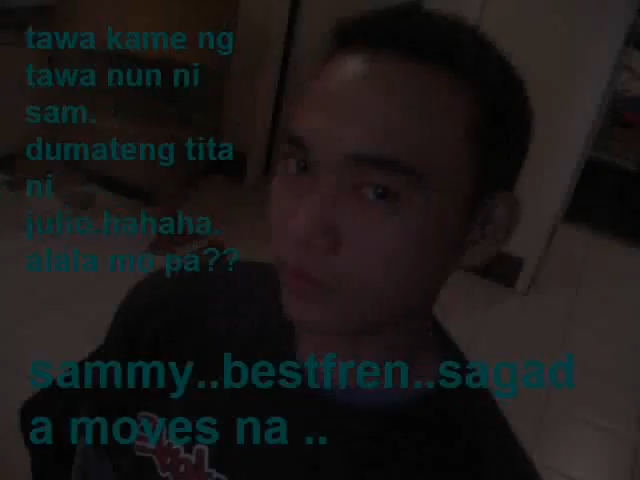 tawa kame ng
tawa nun ni
sam.
dumateng tita
ni
julio.hahaha.
alala mo pa??
sammy..bestfren..sagad
a moves na ..